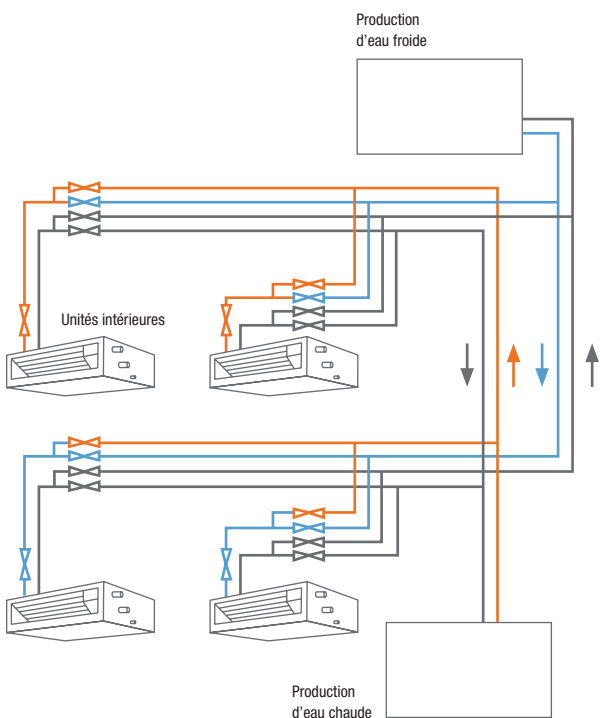 Production
d'eau froide
Unités intérieures
Production
d'eau chaude